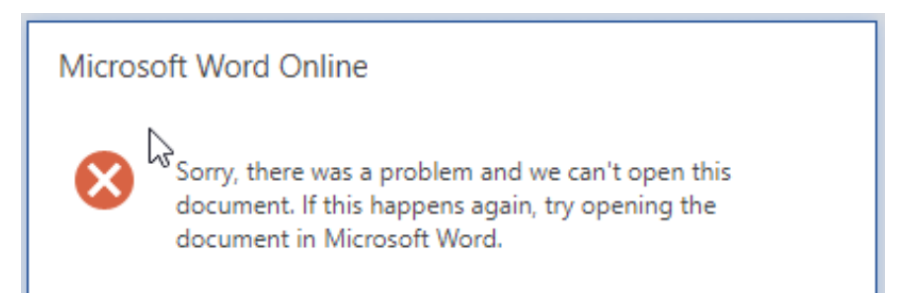 Microsoft Word Online
Sorry, there was a problem and we can't open this
document. If this happens again, try opening the
document in Microsoft Word.